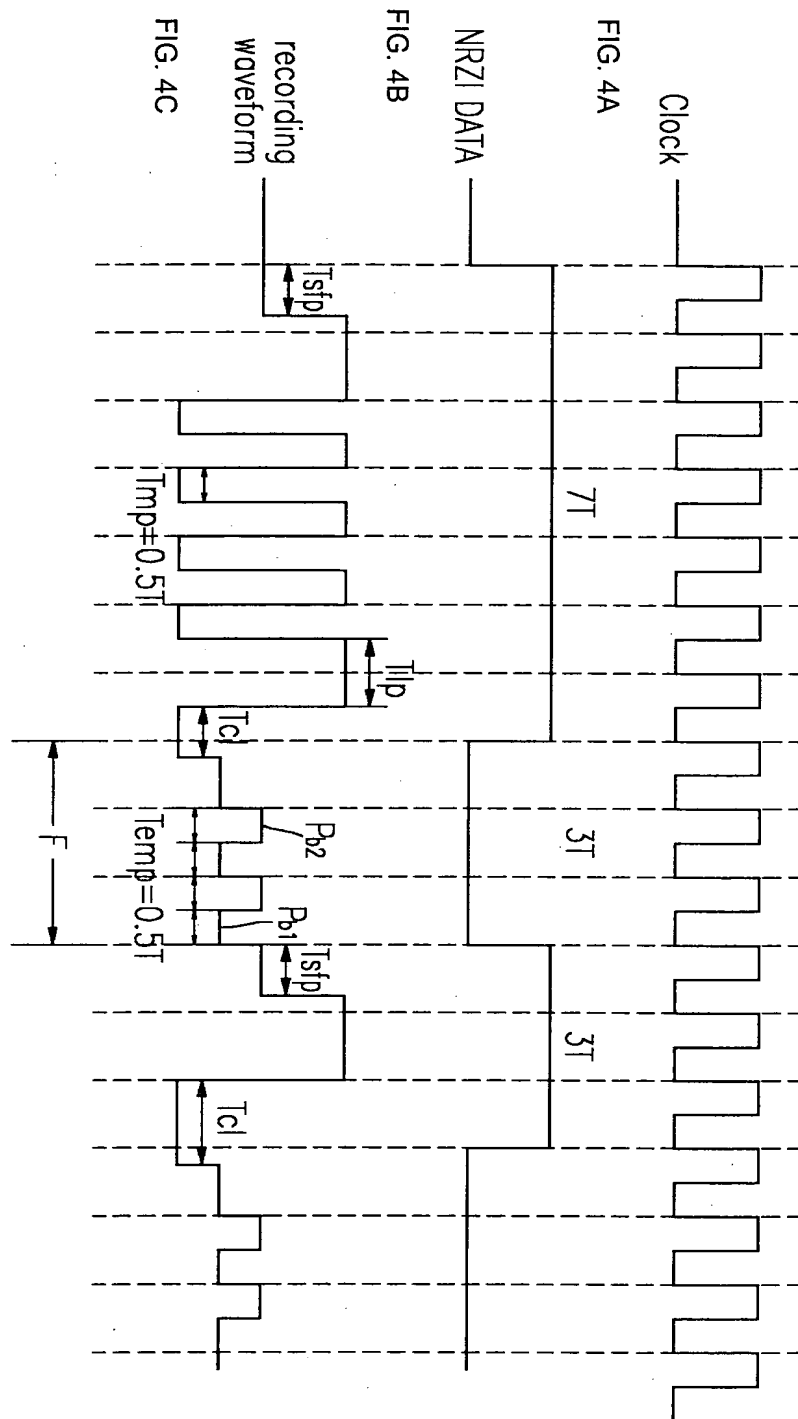 Clock
FIG. 4A
7T
3T
3T
NRZI DATA
FIG. 4B
recording
waveform
Tsfp
Tmp=0.5T
Tlp
Tcl
Pb2
Pb1
Temp=0.5T
Tsfp
Tcl
F
FIG. 4C